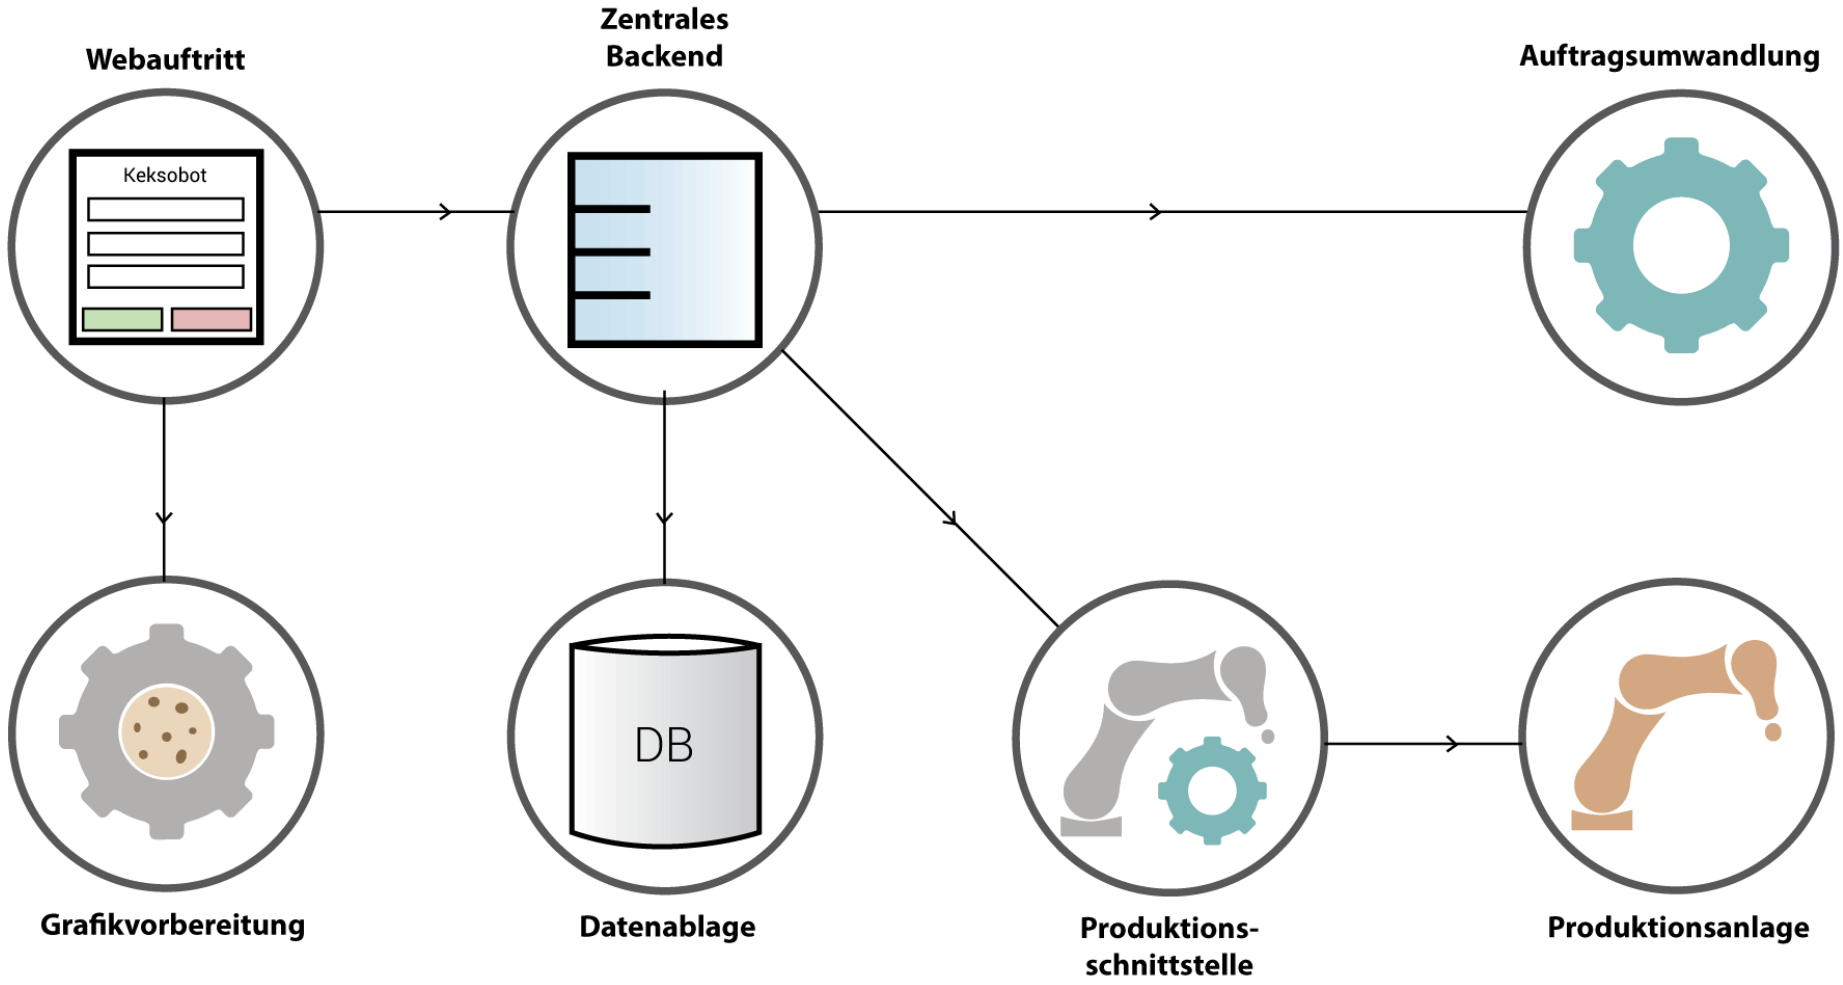 Webauftritt
Zentrales
Backend
Auftragsumwandlung
Keksobot
DB
Grafikvorbereitung
Datenablage
Produktions-
schnittstelle
Produktionsanlage